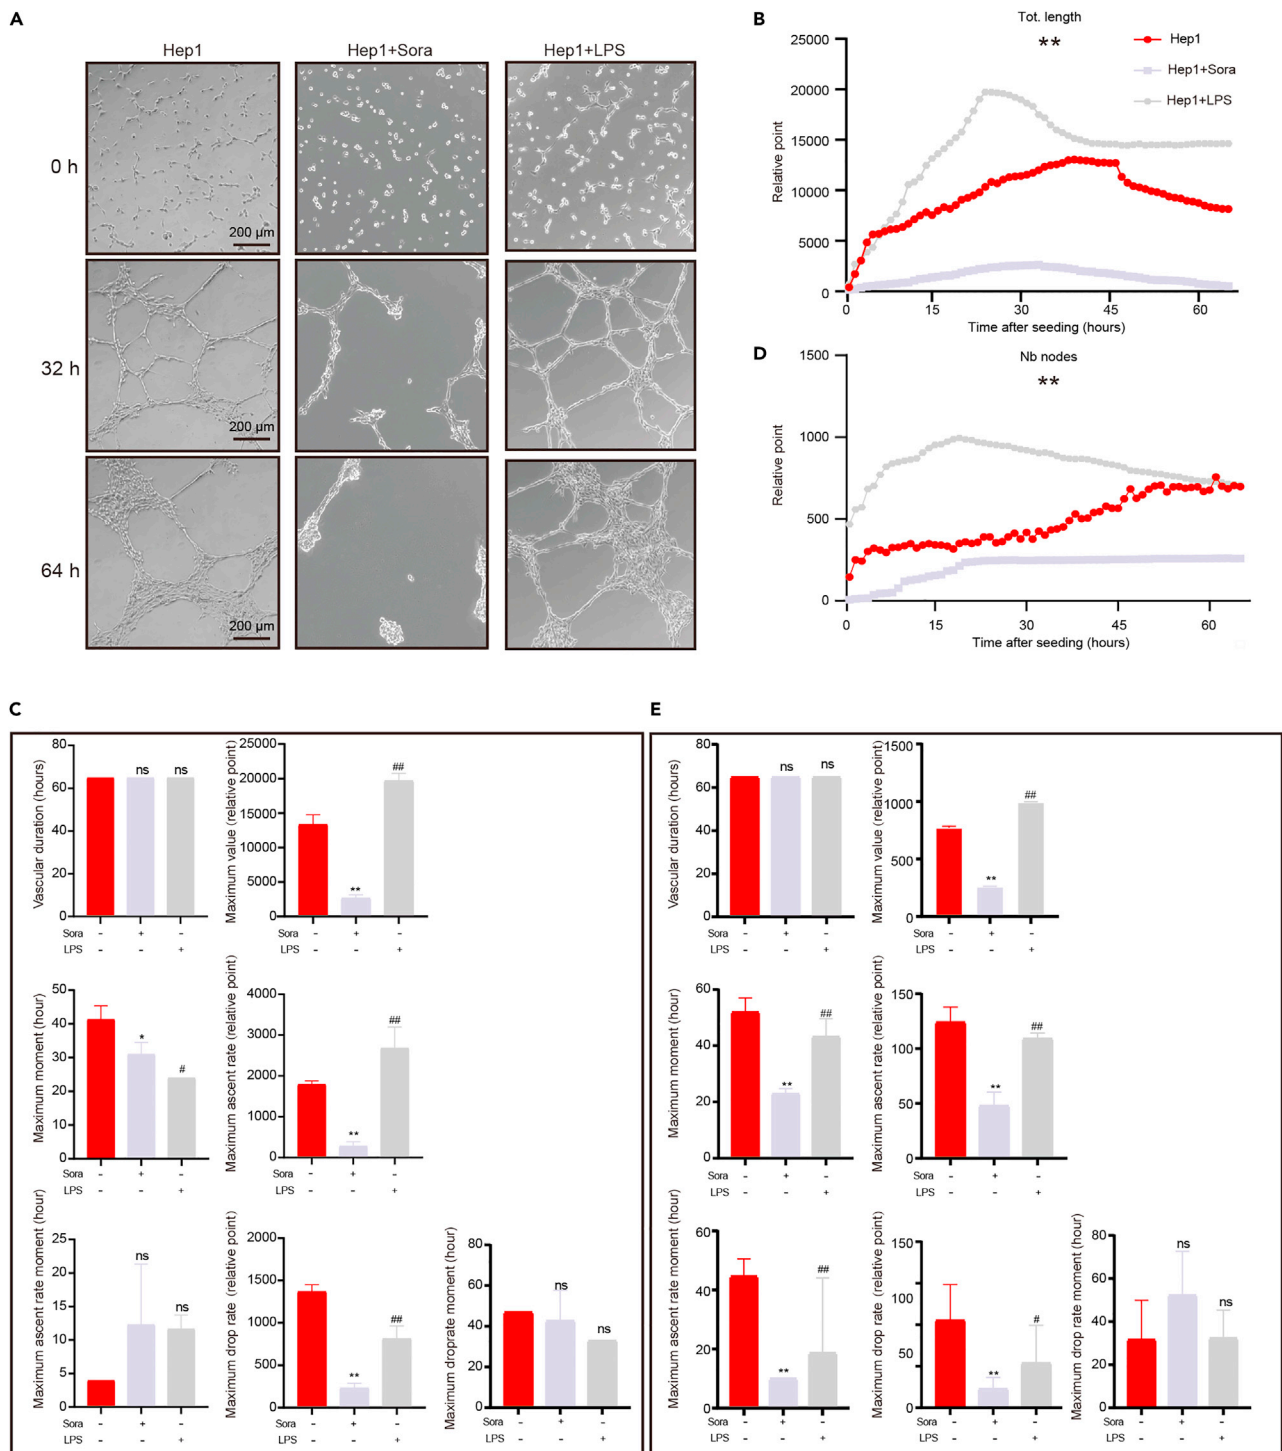 A
Hep1
Hep1+Sora
Hep1+LPS
0 h
200 µm
32 h
200 µm
64 h
200 µm
B
Tot. length
**
Hep1
Hep1+Sora
Hep1+LPS
Relative point
25000
20000
15000
10000
5000
0
0 15 30 45 60
Time after seeding (hours)
D
Nb nodes
**
Relative point
1500
1000
500
0
0 15 30 45 60
Time after seeding (hours)
C
Vascular duration (hours)
80
60
40
20
0
ns ns
Sora - + -
LPS - - +
Maximum value (relative point)
25000
20000
15000
10000
5000
0
** ##
Sora - + -
LPS - - +
Maximum moment (hour)
50
40
30
20
10
0
* #
Sora - + -
LPS - - +
Maximum ascent rate (relative point)
4000
3000
2000
1000
0
** ##
Sora - + -
LPS - - +
Maximum ascent rate moment (hour)
25
20
15
10
5
0
ns ns
Sora - + -
LPS - - +
Maximum drop rate (relative point)
2000
1500
1000
500
0
** ##
Sora - + -
LPS - - +
Maximum droprate moment (hour)
80
60
40
20
0
ns ns
- + -
- - +
E
Vascular duration (hours)
80
60
40
20
0
ns ns
Sora - + -
LPS - - +
Maximum value (relative point)
1500
1000
500
0
** ##
Sora - + -
LPS - - +
Maximum moment (hour)
60
40
20
0
** ##
Sora - + -
LPS - - +
Maximum ascent rate (relative point)
150
100
50
0
** ##
Sora - + -
LPS - - +
Maximum ascent rate moment (hour)
60
40
20
0
** ##
Sora - + -
LPS - - +
Maximum drop rate (relative point)
150
100
50
0
** #
Sora - + -
LPS - - +
Maximum drop rate moment (hour)
80
60
40
20
0
ns ns
- + -
- - +